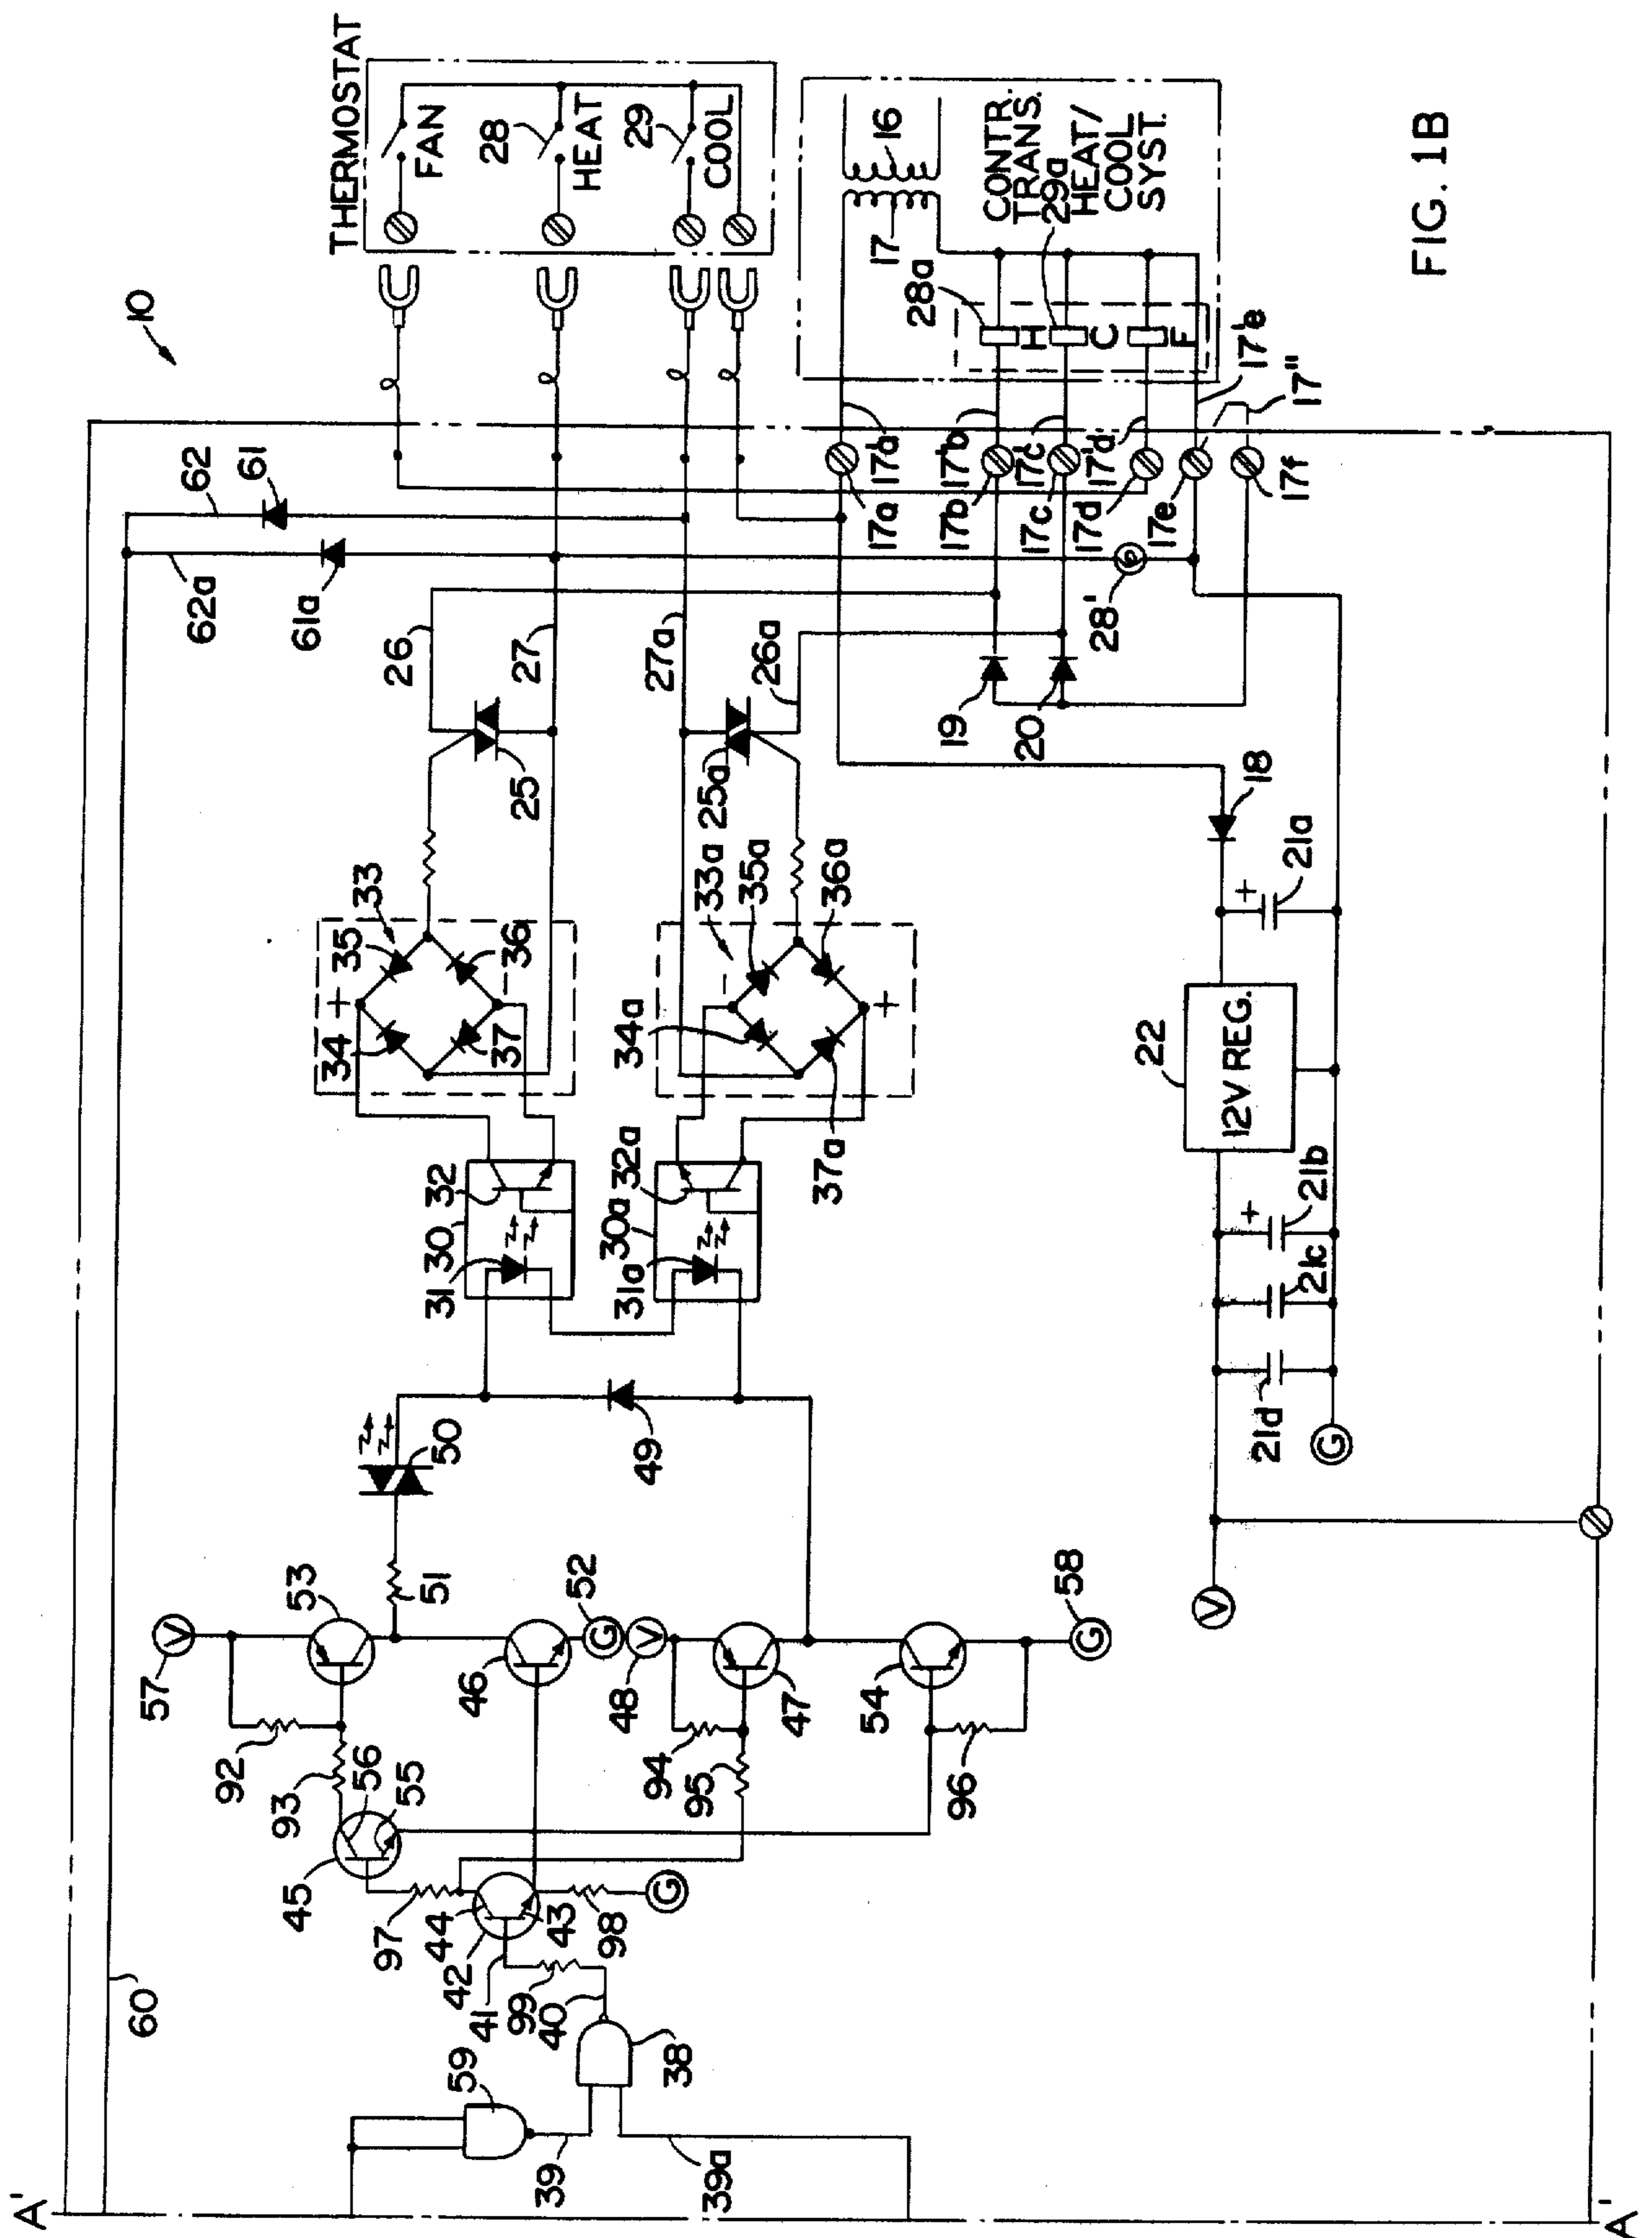 THERMOSTAT
FAN
28
HEAT
29
COOL
10
16
17
CONTR.
TRANS.
29a
HEAT/
COOL
SYST.
28a
H
C
F
17'e
17"
17'a
17'b
17'c
17'd
17a
17b
17c
17d
17e
17f
62
61
62a
61a
28'
26
27
27a
26a
25
25a
19
20
18
33
35
36
34
37
+
-
33a
35a
36a
34a
37a
-
+
21a
+
22
12V REG.
21b
+
21c
21d
G
V
30
32
31
30a
32a
31a
50
49
51
53
57
V
52
G
46
48
V
47
54
58
G
92
93
56
55
45
94
95
96
97
44
43
42
41
98
G
99
40
38
59
39
39a
60
A'
A'
FIG. 1B